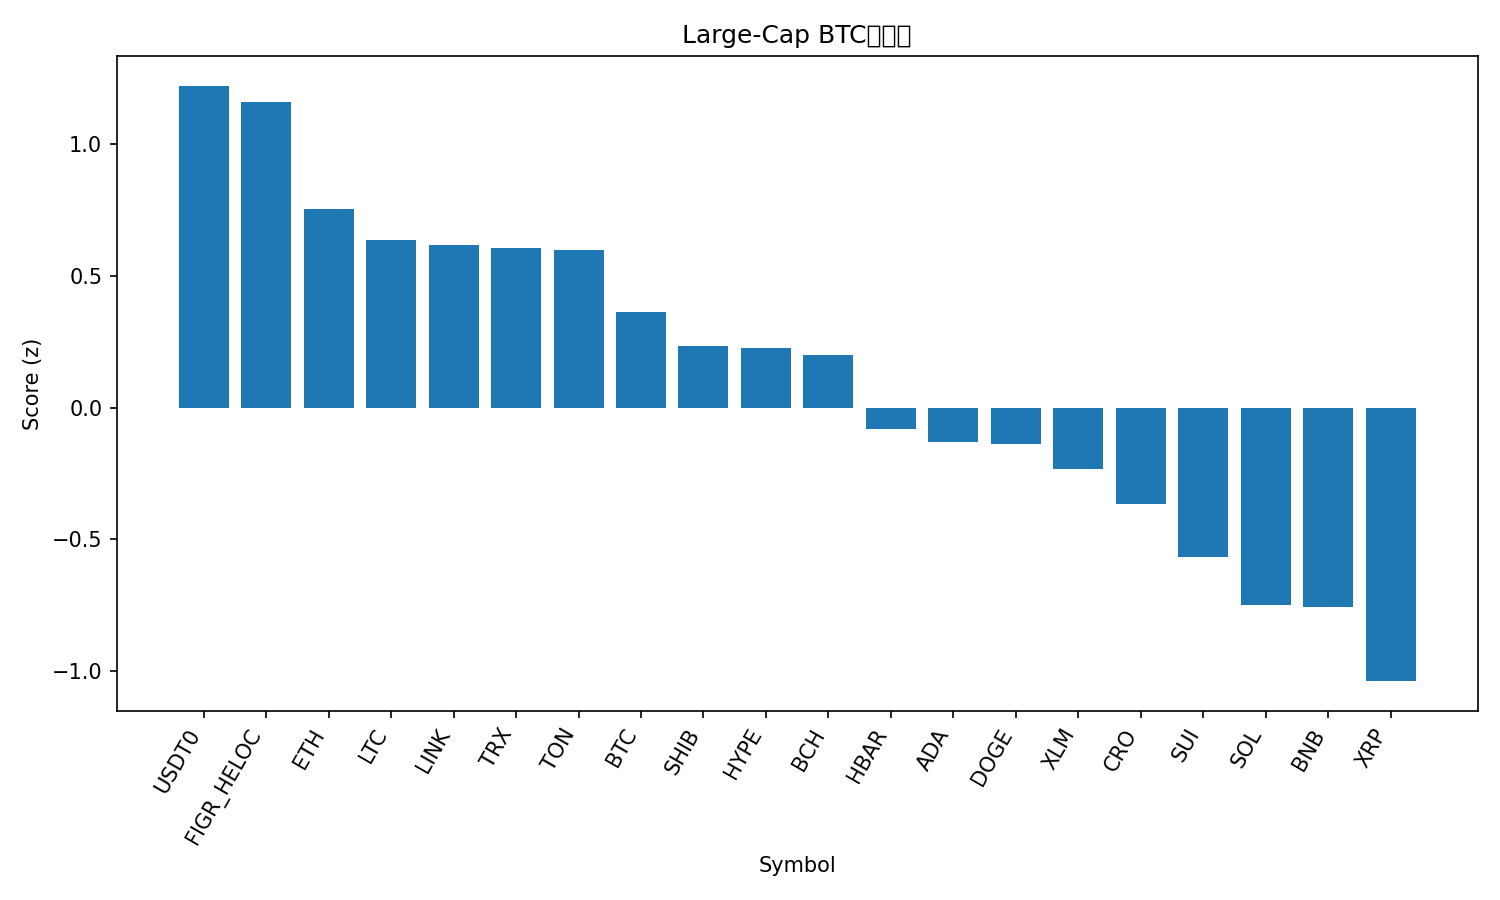 Large-Cap BTC
1.0
0.5
0.0
−0.5
−1.0
Score (z)
USDT0
FIGR_HELOC
ETH
LTC
LINK
TRX
TON
BTC
SHIB
HYPE
BCH
HBAR
ADA
DOGE
XLM
CRO
SUI
SOL
BNB
XRP
Symbol